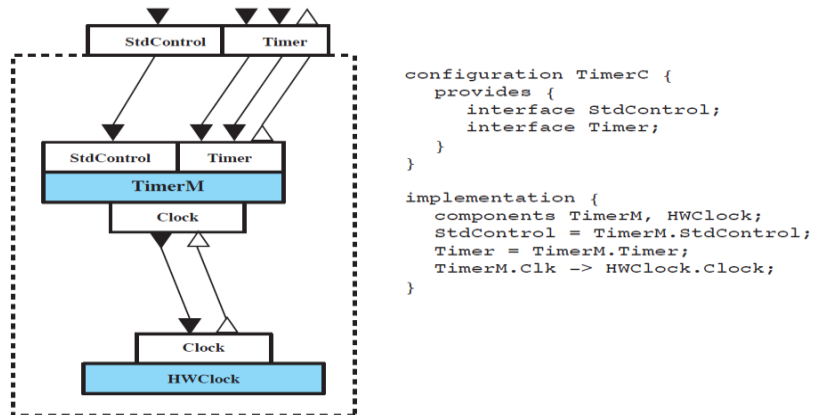 StdControl Timer
StdControl Timer
TimerM
Clock
Clock
HWClock
configuration TimerC {
provides {
interface StdControl;
interface Timer;
}
}
implementation {
components TimerM, HWClock;
StdControl = TimerM.StdControl;
Timer = TimerM.Timer;
TimerM.Clk -> HWClock.Clock;
}